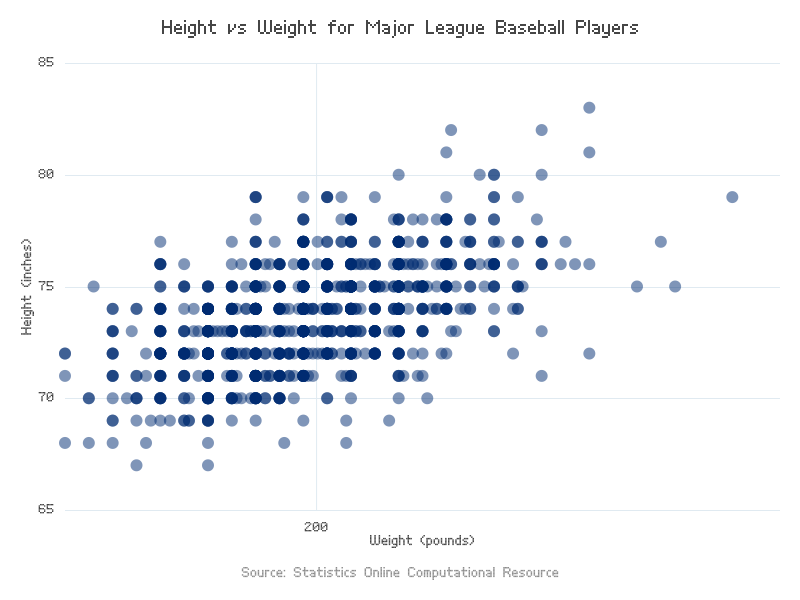 Height vs Weight for Major League Baseball Players
85
80
75
70
65
Height (inches)
200
Weight (pounds)
Source: Statistics Online Computational Resource